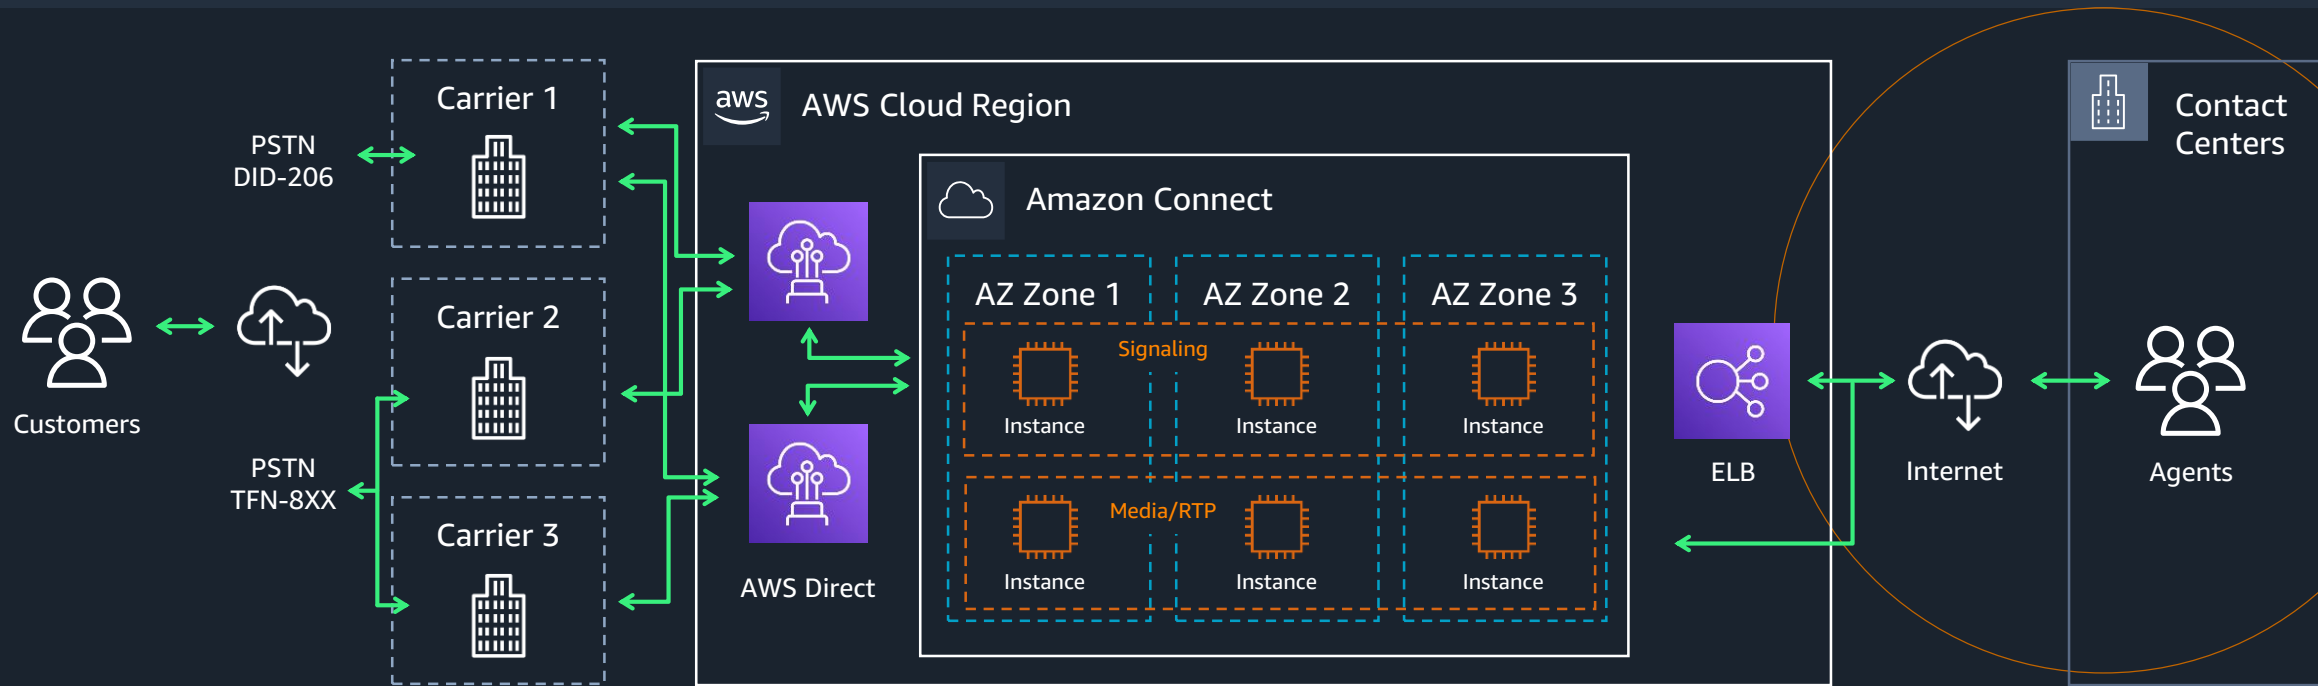 Carrier 1
PSTN
DID-206
Customers
Carrier 2
PSTN
TFN-8XX
Carrier 3
aws
AWS Cloud Region
AWS Direct
Amazon Connect
AZ Zone 1
AZ Zone 2
AZ Zone 3
Signaling
Instance
Instance
Instance
Media/RTP
Instance
Instance
Instance
ELB
Internet
Contact
Centers
Agents